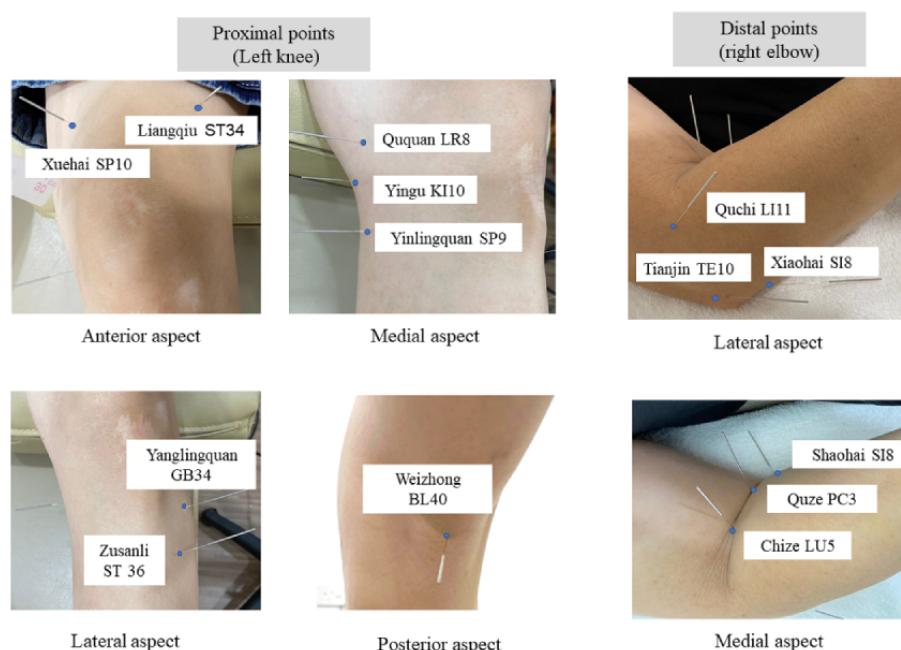 Proximal points
(Left knee)
Distal points
(right elbow)
Liangqiu ST34
Xuehai SP10
Ququan LR8
Yingu KI10
Yinlingquan SP9
Quchi LI11
Tianjin TE10
Xiaohai SI8
Anterior aspect
Medial aspect
Lateral aspect
Yanglingquan
GB34
Zusanli
ST 36
Weizhong
BL40
Shaohai SI8
Quze PC3
Chize LU5
Lateral aspect
Posterior aspect
Medial aspect